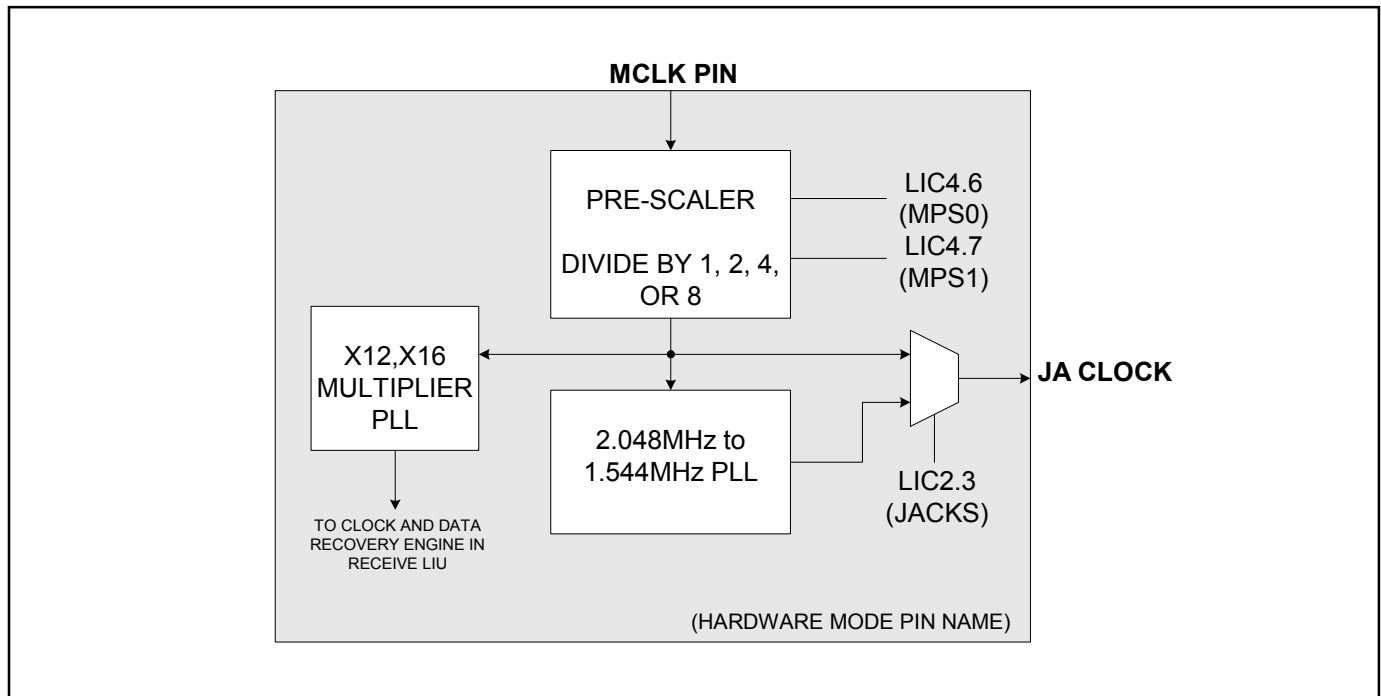 MCLK PIN
PRE-SCALER
DIVIDE BY 1, 2, 4,
OR 8
LIC4.6
(MPS0)
LIC4.7
(MPS1)
X12,X16
MULTIPLIER
PLL
2.048MHz to
1.544MHz PLL
JA CLOCK
LIC2.3
(JACKS)
TO CLOCK AND DATA
RECOVERY ENGINE IN
RECEIVE LIU
(HARDWARE MODE PIN NAME)